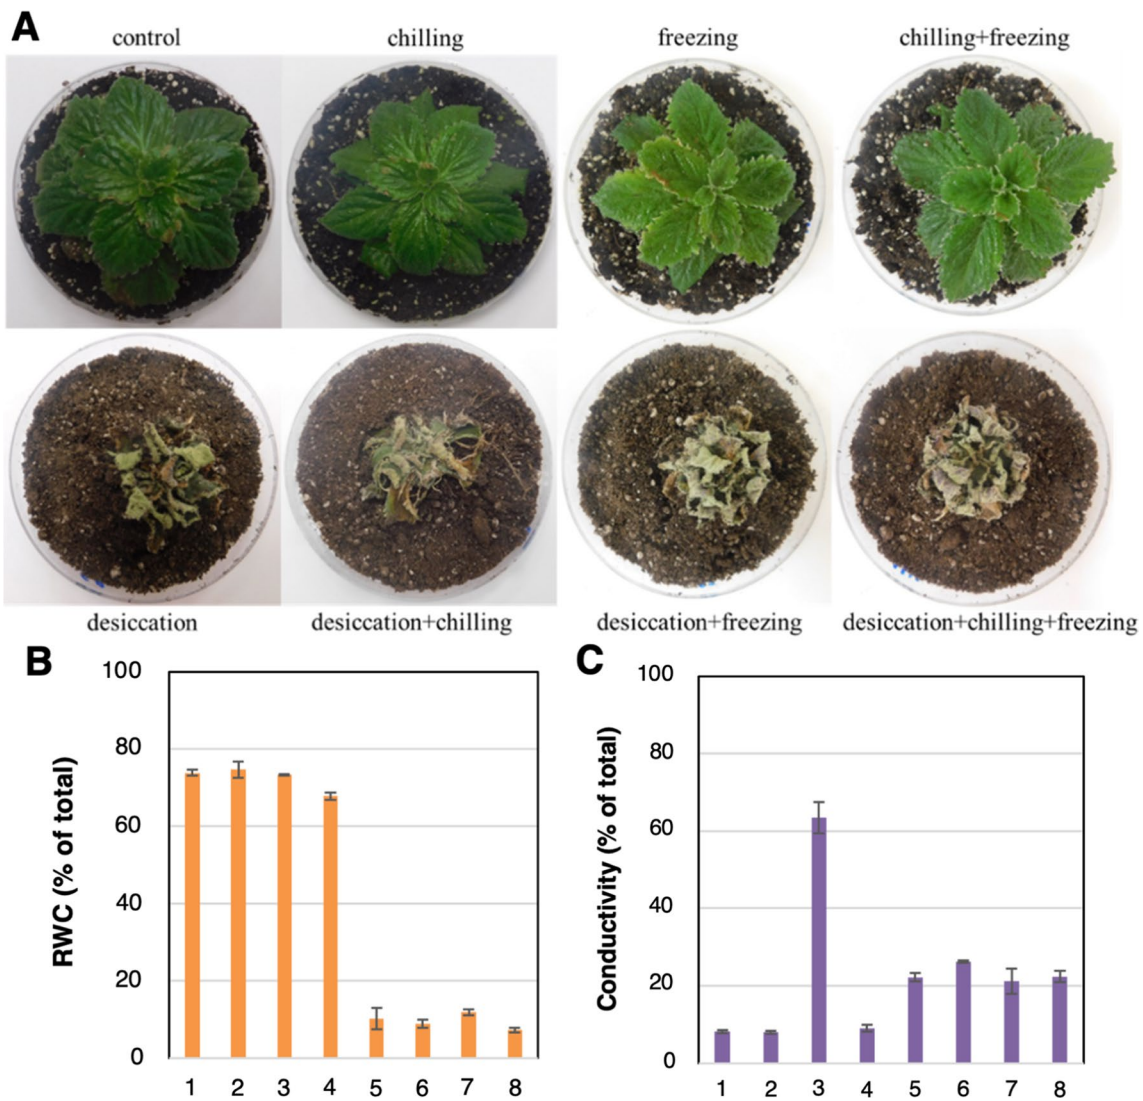 A
control chilling freezing chilling+freezing
desiccation desiccation+chilling desiccation+freezing desiccation+chilling+freezing
B
RWC (% of total)
100
80
60
40
20
0
1 2 3 4 5 6 7 8
C
Conductivity (% of total)
100
80
60
40
20
0
1 2 3 4 5 6 7 8